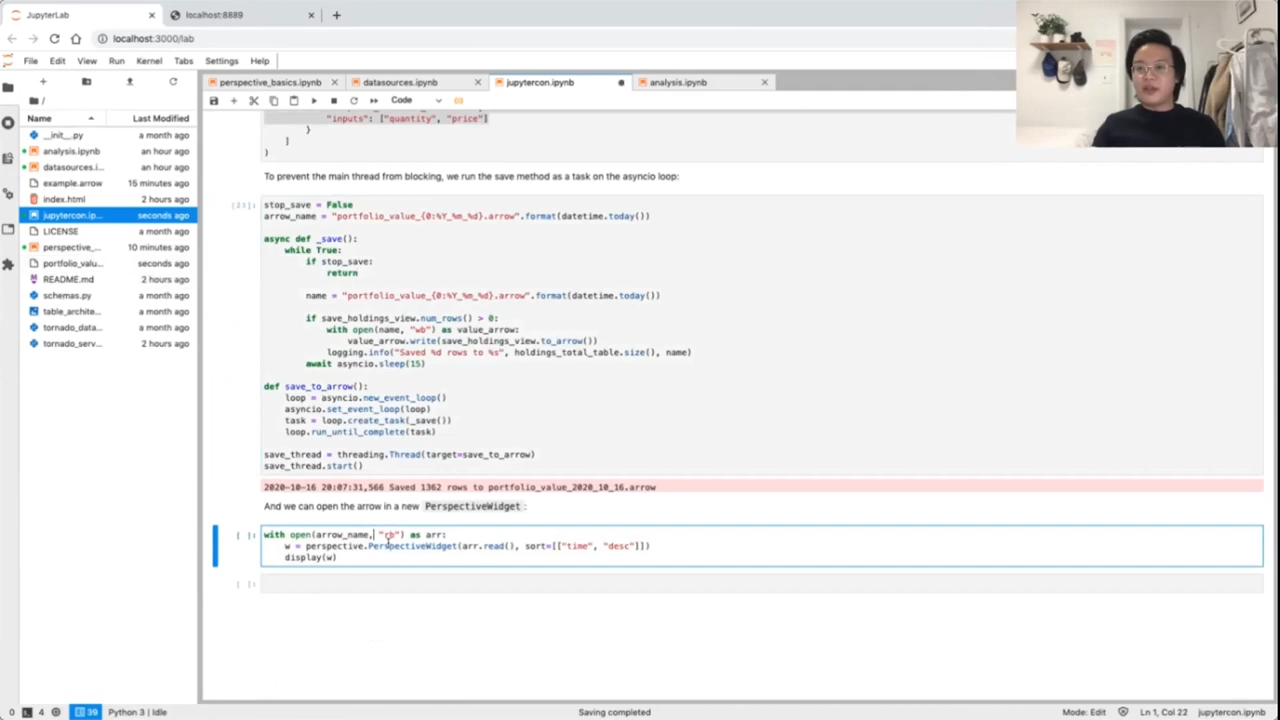 JupyterLab
localhost:8889
localhost:3000/lab
File Edit View Run Kernel Tabs Settings Help
perspective_basics.ipynb
datasources.ipynb
jupytercon.ipynb
analysis.ipynb
Code
/
Name Last Modified
__init__.py a month ago
analysis.ipynb an hour ago
datasources.i... an hour ago
example.arrow 15 minutes ago
index.html 2 hours ago
jupytercon.ip... seconds ago
LICENSE a month ago
perspective_... 10 minutes ago
portfolio_valu... seconds ago
README.md 2 hours ago
schemas.py a month ago
table_archite... a month ago
tornado_data... a month ago
tornado_serv... 2 hours ago
"inputs": ["quantity", "price"]
}
]
)
To prevent the main thread from blocking, we run the save method as a task on the asyncio loop:
[23]:
stop_save = False
arrow_name = "portfolio_value_{0:%Y_%m_%d}.arrow".format(datetime.today())
async def _save():
while True:
if stop_save:
return
name = "portfolio_value_{0:%Y_%m_%d}.arrow".format(datetime.today())
if save_holdings_view.num_rows() > 0:
with open(name, "wb") as value_arrow:
value_arrow.write(save_holdings_view.to_arrow())
logging.info("Saved %d rows to %s", holdings_total_table.size(), name)
await asyncio.sleep(15)
def save_to_arrow():
loop = asyncio.new_event_loop()
asyncio.set_event_loop(loop)
task = loop.create_task(_save())
loop.run_until_complete(task)
save_thread = threading.Thread(target=save_to_arrow)
save_thread.start()
2020-10-16 20:07:31,566 Saved 1362 rows to portfolio_value_2020_10_16.arrow
And we can open the arrow in a new PerspectiveWidget:
[ ]:
with open(arrow_name, "rb") as arr:
w = perspective.PerspectiveWidget(arr.read(), sort=[["time", "desc"]])
display(w)
[ ]:
0 4 39 Python 3 | Idle
Saving completed
Mode: Edit Ln 1, Col 22 jupytercon.ipynb